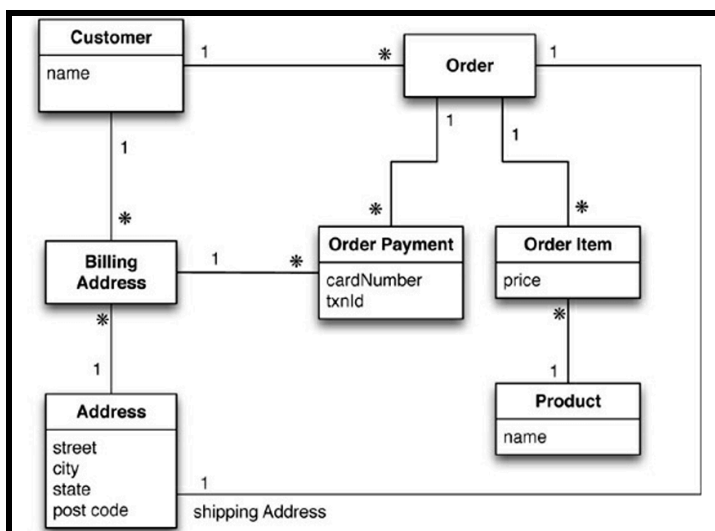 Customer
name
1
*
Order
1
1
1
1
*
*
*
Billing
Address
1
*
Order Payment
cardNumber
txnId
Order Item
price
*
*
1
1
Address
street
city
state
post code
Product
name
1
shipping Address